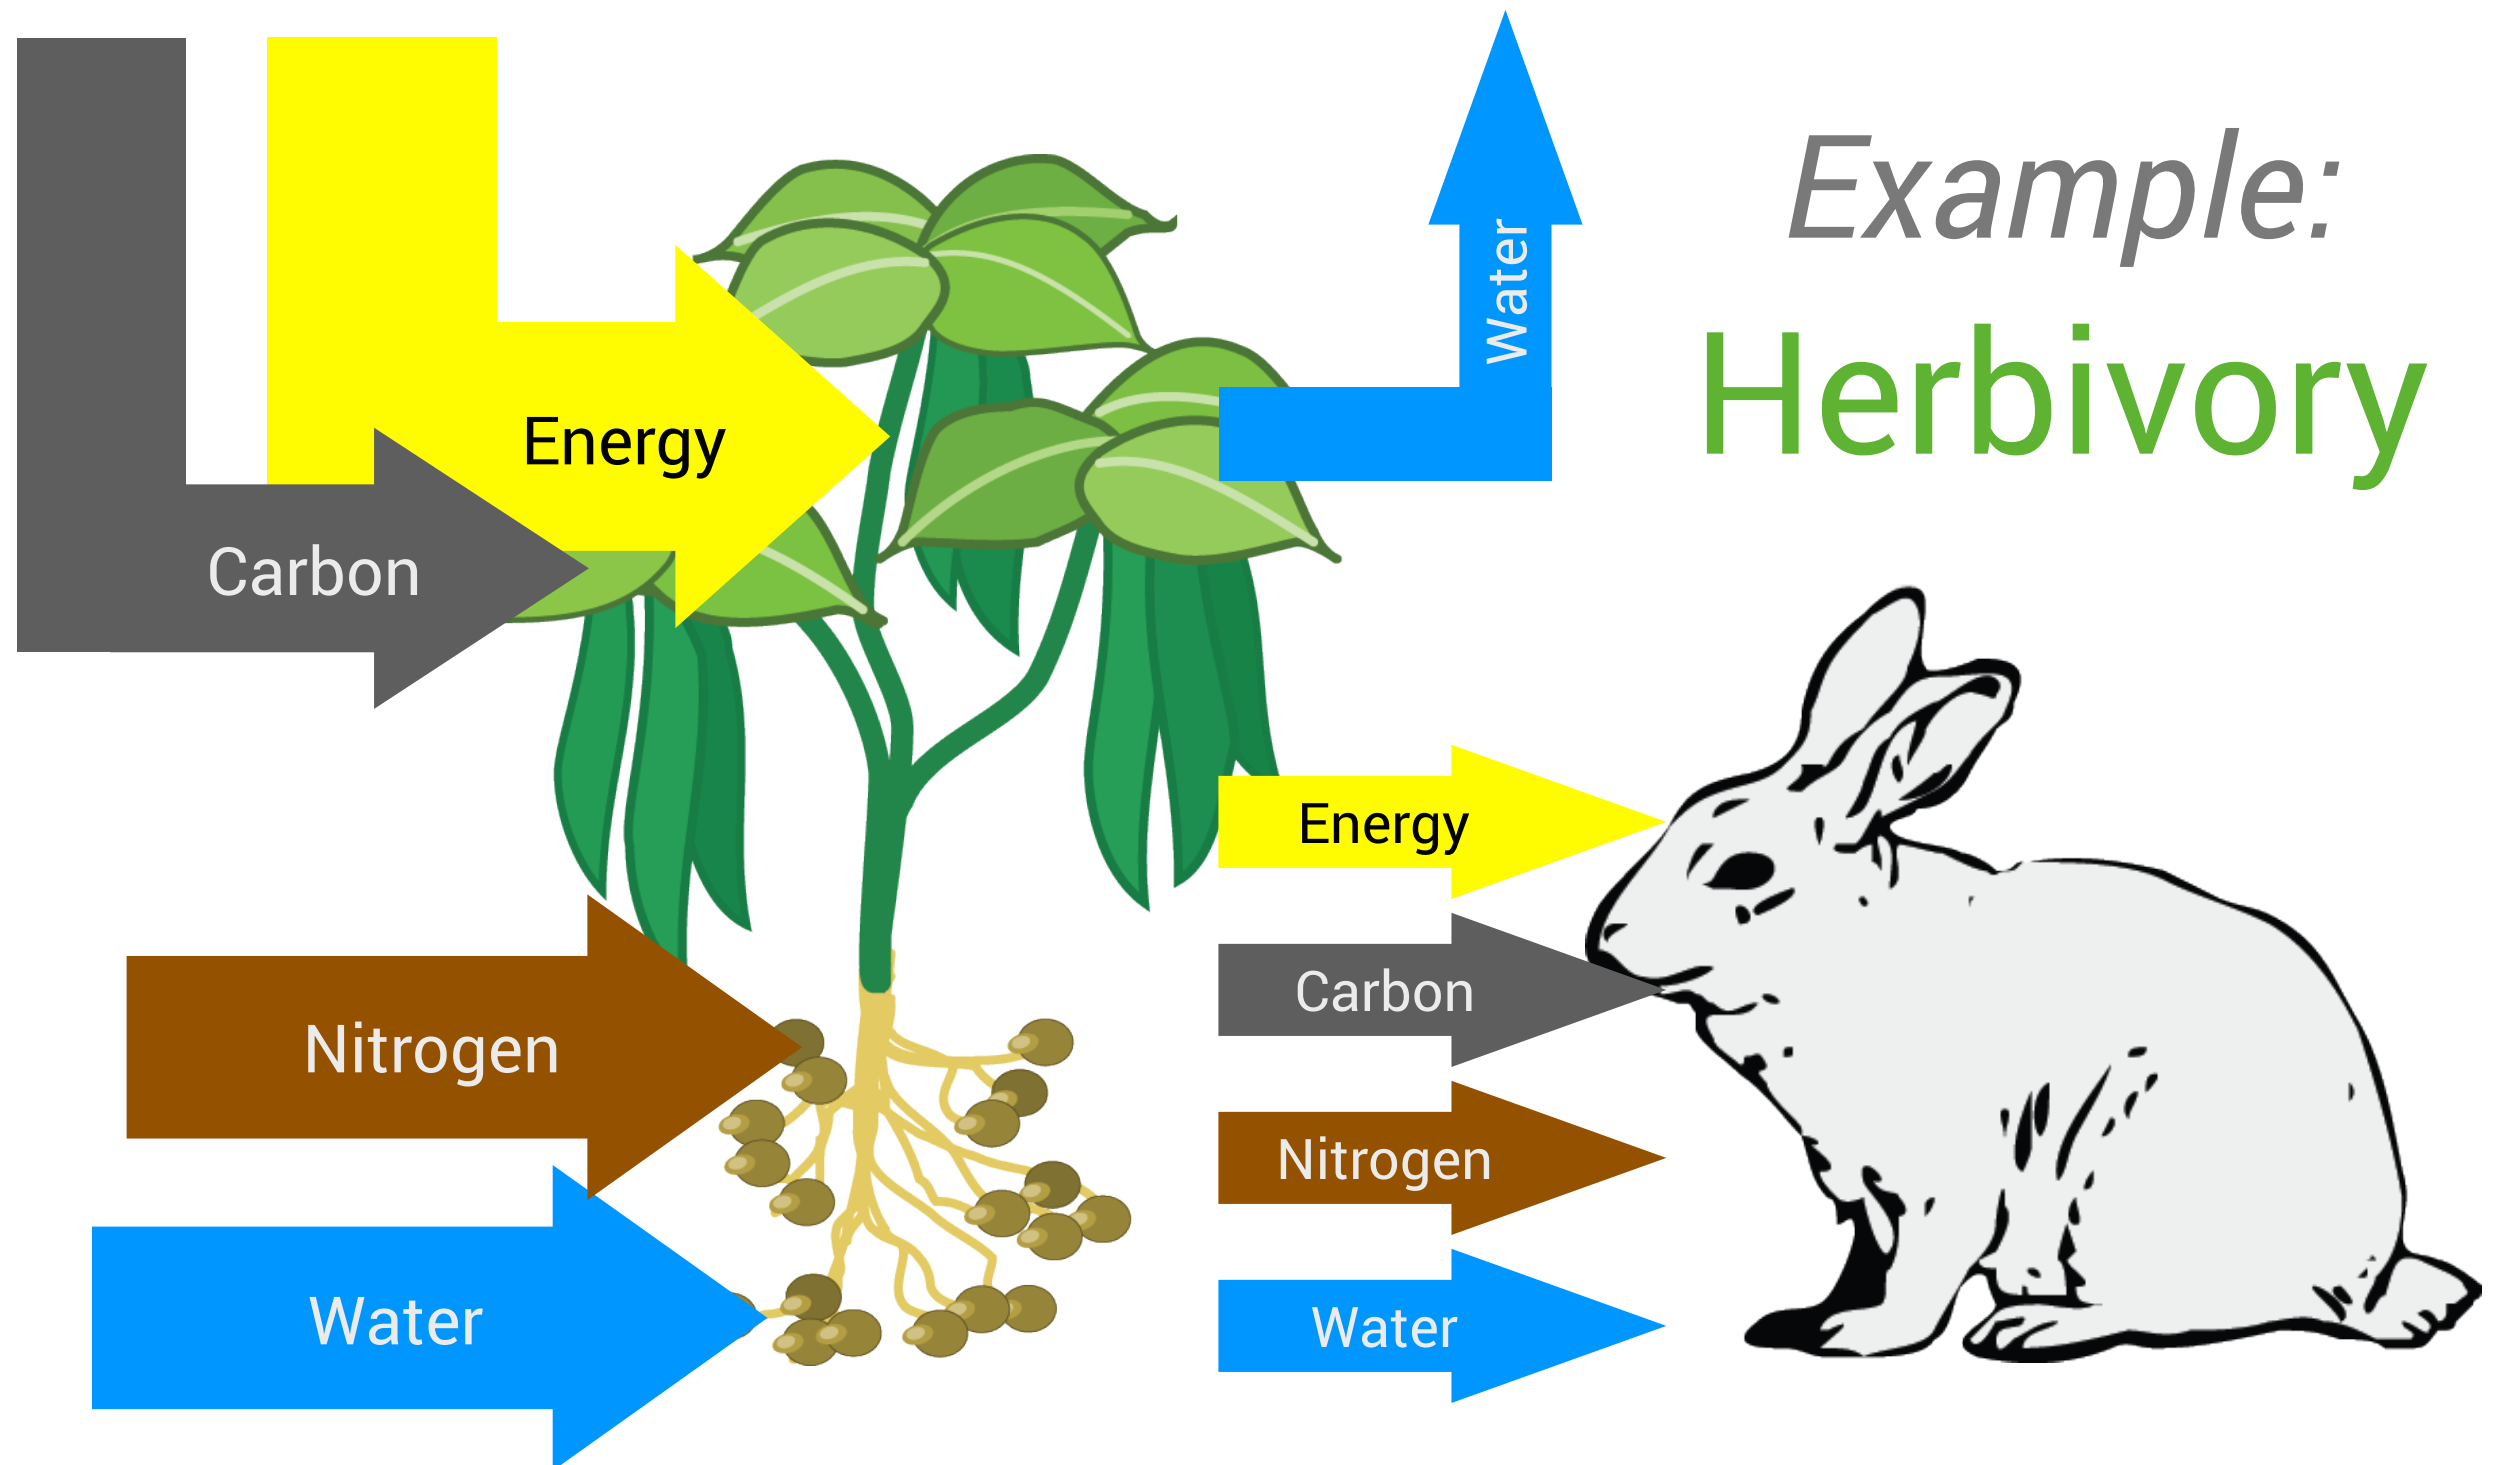 Example:
Herbivory
Water
Energy
Carbon
Energy
Carbon
Nitrogen
Nitrogen
Water
Water